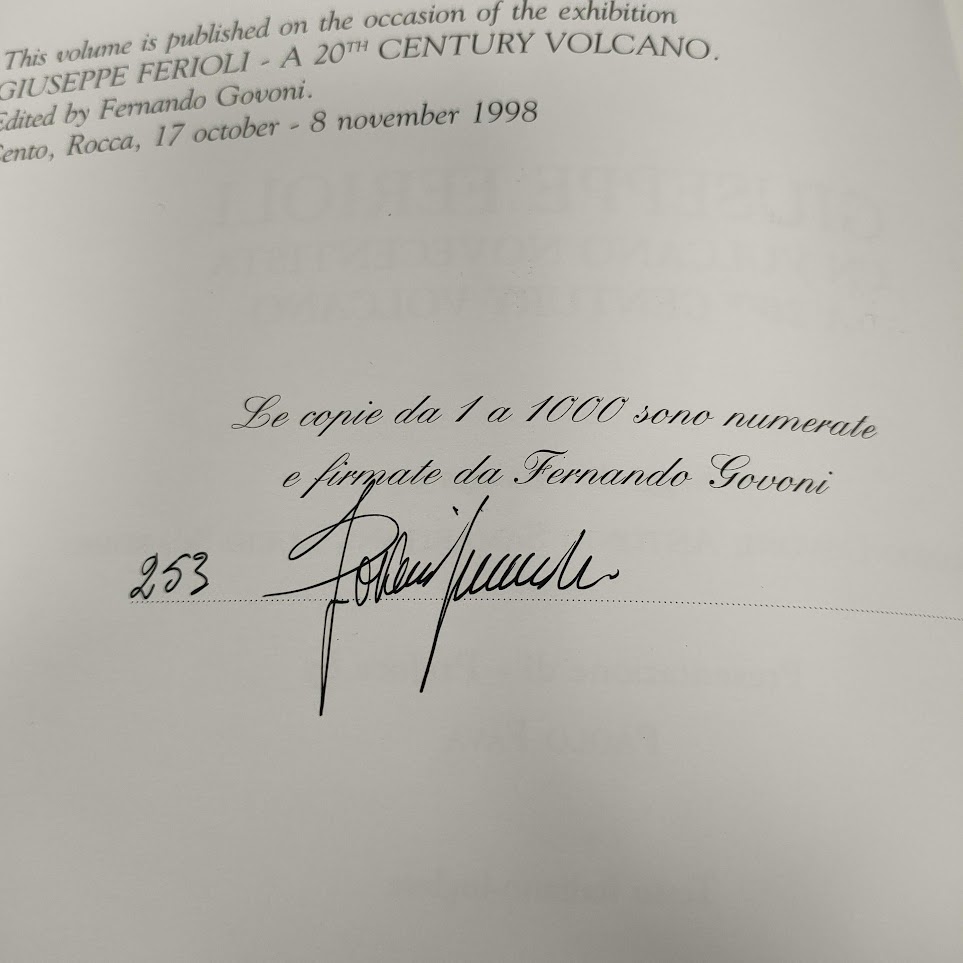 This volume is published on the occasion of the exhibition
GIUSEPPE FERIOLI - A 20TH CENTURY VOLCANO.
Edited by Fernando Govoni.
Cento, Rocca, 17 october - 8 november 1998
Le copie da 1 a 1000 sono numerate
e firmate da Fernando Govoni
253